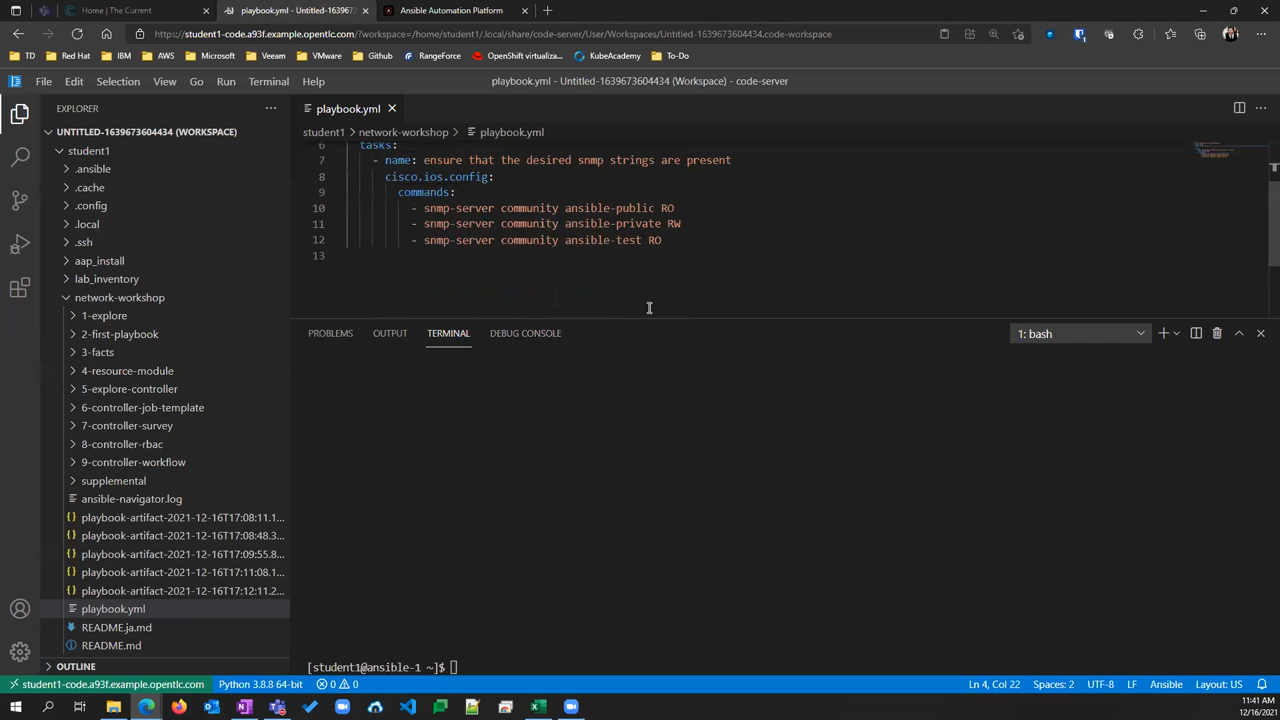 Home | The Current
playbook.yml - Untitled-1639673604434
Ansible Automation Platform
https://student1-code.a93f.example.opentlc.com/?workspace=/home/student1/.local/share/code-server/User/Workspaces/Untitled-1639673604434.code-workspace
TD Red Hat IBM AWS Microsoft Veeam VMware Github RangeForce OpenShift virtualiza... KubeAcademy To-Do
File Edit Selection View Go Run Terminal Help
playbook.yml - Untitled-1639673604434 (Workspace) - code-server
EXPLORER
playbook.yml
UNTITLED-1639673604434 (WORKSPACE)
student1 > network-workshop > playbook.yml
student1
.ansible
.cache
.config
.local
.ssh
aap_install
lab_inventory
network-workshop
1-explore
2-first-playbook
3-facts
4-resource-module
5-explore-controller
6-controller-job-template
7-controller-survey
8-controller-rbac
9-controller-workflow
supplemental
ansible-navigator.log
playbook-artifact-2021-12-16T17:08:11.1...
playbook-artifact-2021-12-16T17:08:48.3...
playbook-artifact-2021-12-16T17:09:55.8...
playbook-artifact-2021-12-16T17:11:08.1...
playbook-artifact-2021-12-16T17:12:11.2...
playbook.yml
README.ja.md
README.md
OUTLINE
6 tasks:
7 - name: ensure that the desired snmp strings are present
8 cisco.ios.config:
9 commands:
10 - snmp-server community ansible-public RO
11 - snmp-server community ansible-private RW
12 - snmp-server community ansible-test RO
13
PROBLEMS OUTPUT TERMINAL DEBUG CONSOLE
1: bash
[student1@ansible-1 ~]$
student1-code.a93f.example.opentlc.com Python 3.8.8 64-bit 0 0
Ln 4, Col 22 Spaces: 2 UTF-8 LF Ansible Layout: US
11:41 AM
12/16/2021